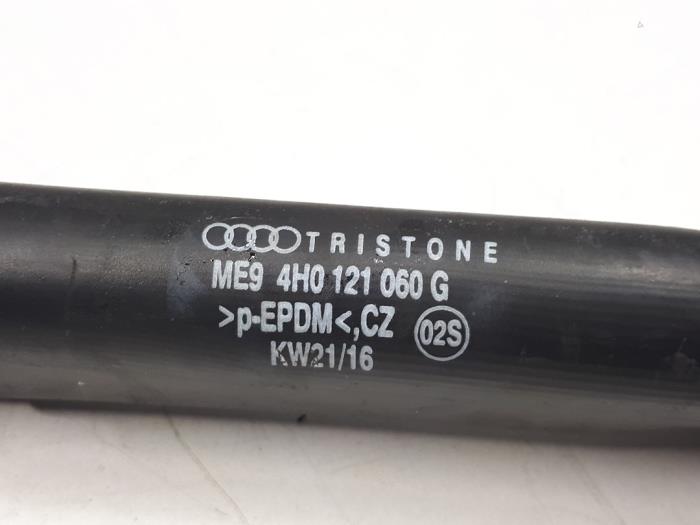 TRISTONE
ME9 4H0 121 060 G
>p-EPDM<,CZ 02S
KW21/16